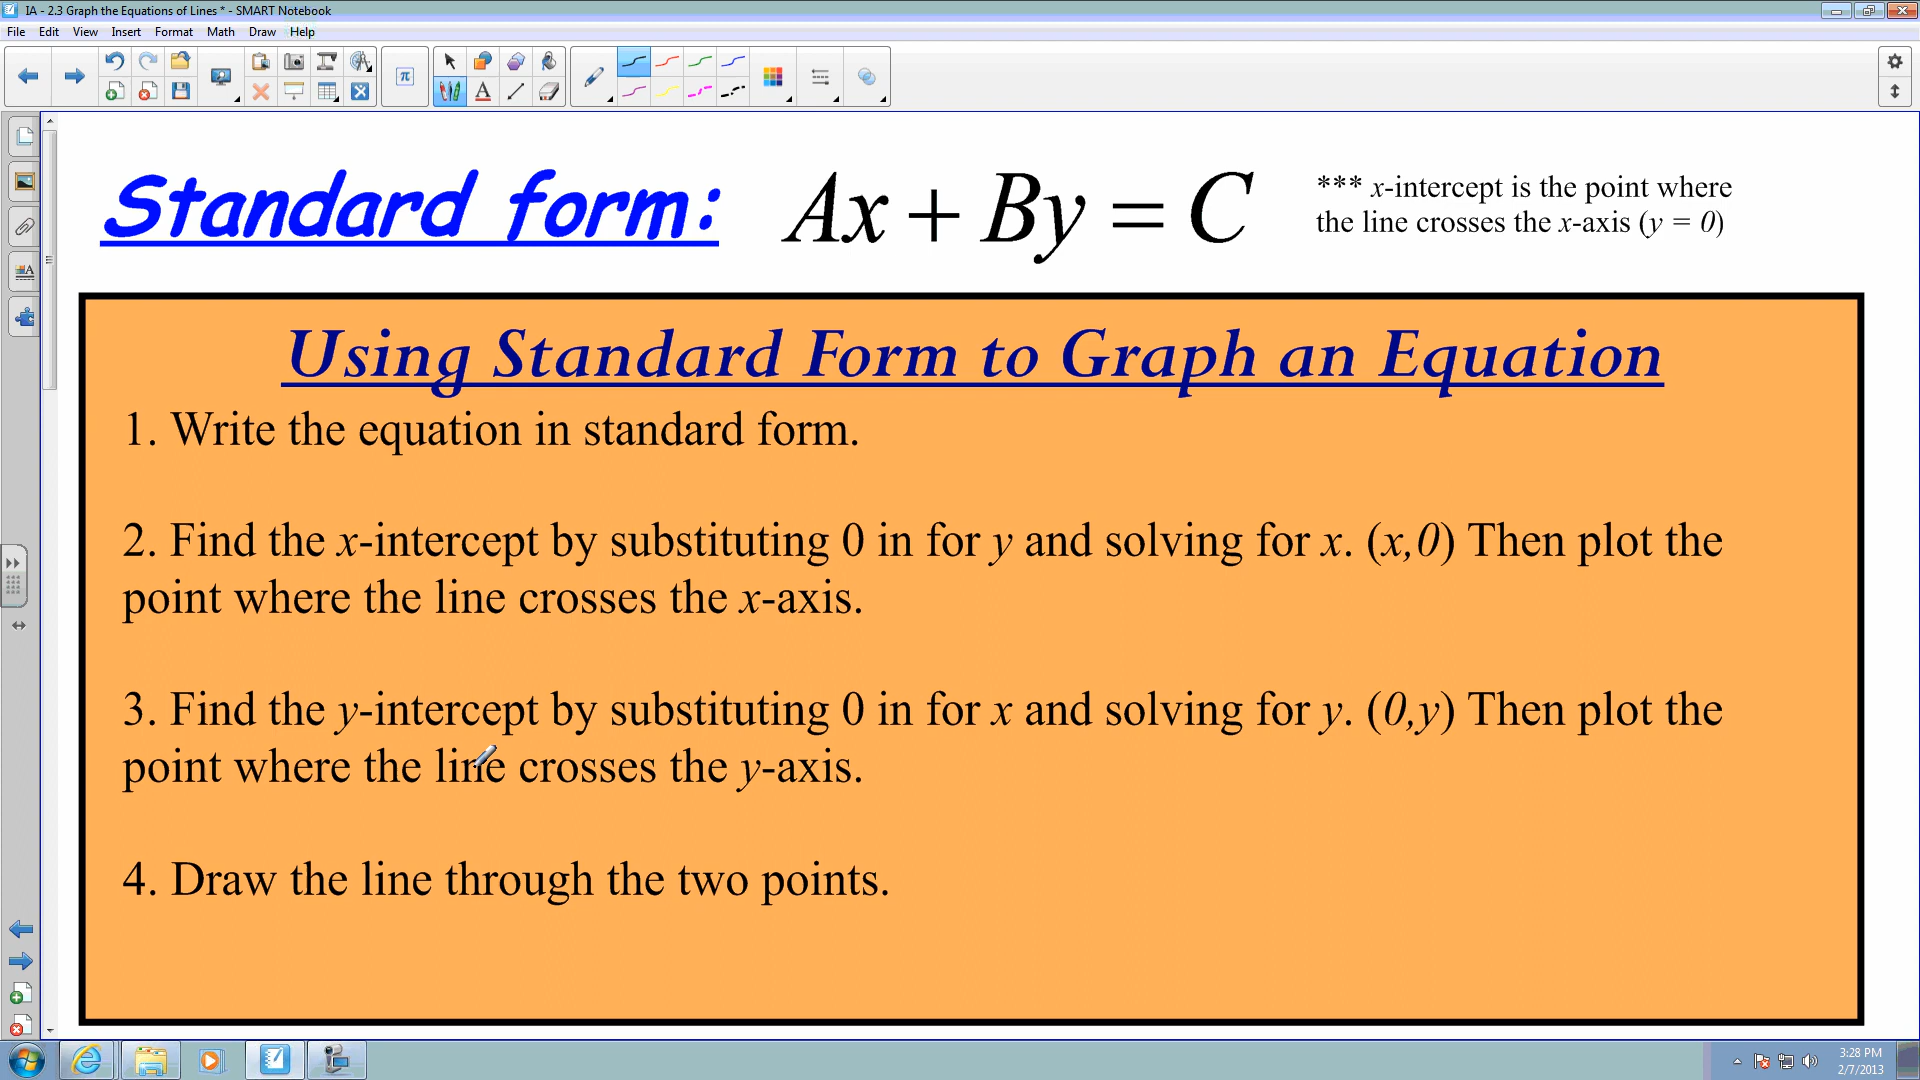 IA - 2.3 Graph the Equations of Lines * - SMART Notebook
File Edit View Insert Format Math Draw Help
π
A
Standard form: Ax + By = C
*** x-intercept is the point where
the line crosses the x-axis (y = 0)
Using Standard Form to Graph an Equation
1. Write the equation in standard form.
2. Find the x-intercept by substituting 0 in for y and solving for x. (x,0) Then plot the
point where the line crosses the x-axis.
3. Find the y-intercept by substituting 0 in for x and solving for y. (0,y) Then plot the
point where the line crosses the y-axis.
4. Draw the line through the two points.
3:28 PM
2/7/2013